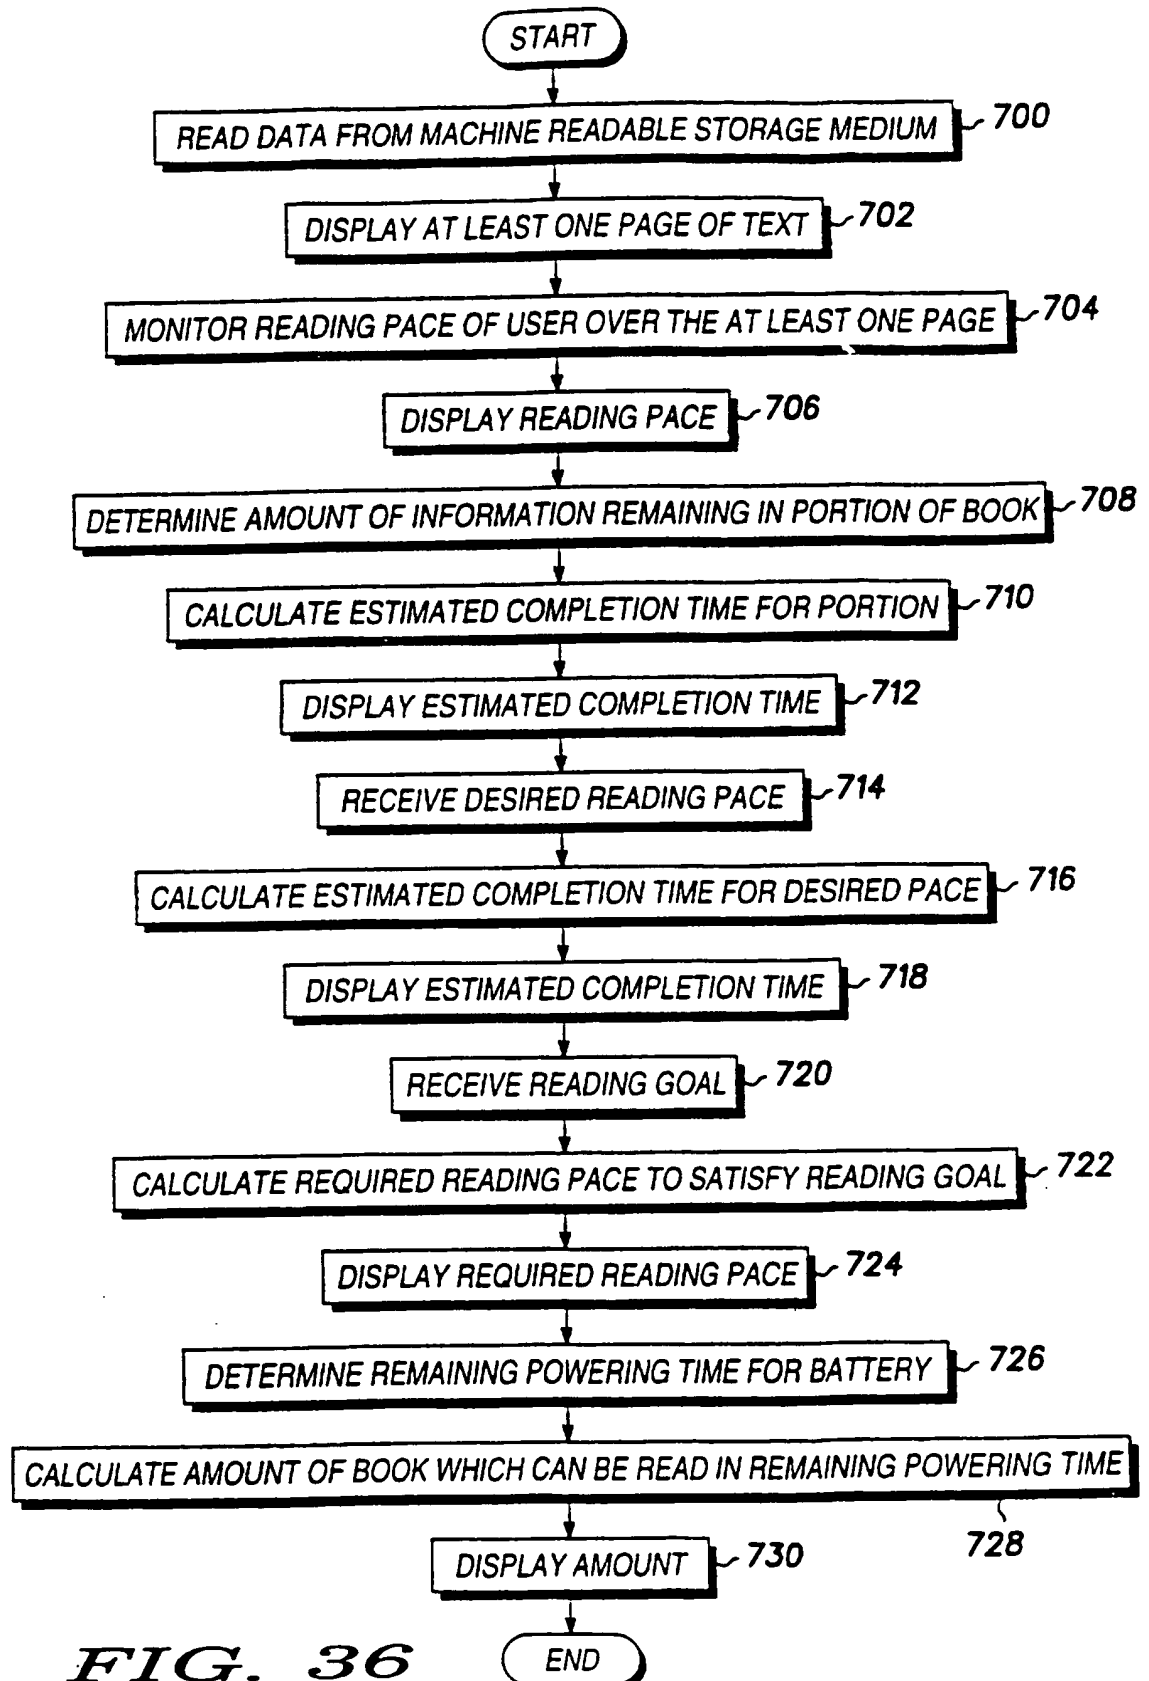 START
READ DATA FROM MACHINE READABLE STORAGE MEDIUM 700
DISPLAY AT LEAST ONE PAGE OF TEXT 702
MONITOR READING PACE OF USER OVER THE AT LEAST ONE PAGE 704
DISPLAY READING PACE 706
DETERMINE AMOUNT OF INFORMATION REMAINING IN PORTION OF BOOK 708
CALCULATE ESTIMATED COMPLETION TIME FOR PORTION 710
DISPLAY ESTIMATED COMPLETION TIME 712
RECEIVE DESIRED READING PACE 714
CALCULATE ESTIMATED COMPLETION TIME FOR DESIRED PACE 716
DISPLAY ESTIMATED COMPLETION TIME 718
RECEIVE READING GOAL 720
CALCULATE REQUIRED READING PACE TO SATISFY READING GOAL 722
DISPLAY REQUIRED READING PACE 724
DETERMINE REMAINING POWERING TIME FOR BATTERY 726
CALCULATE AMOUNT OF BOOK WHICH CAN BE READ IN REMAINING POWERING TIME
728
DISPLAY AMOUNT 730
FIG. 36 END